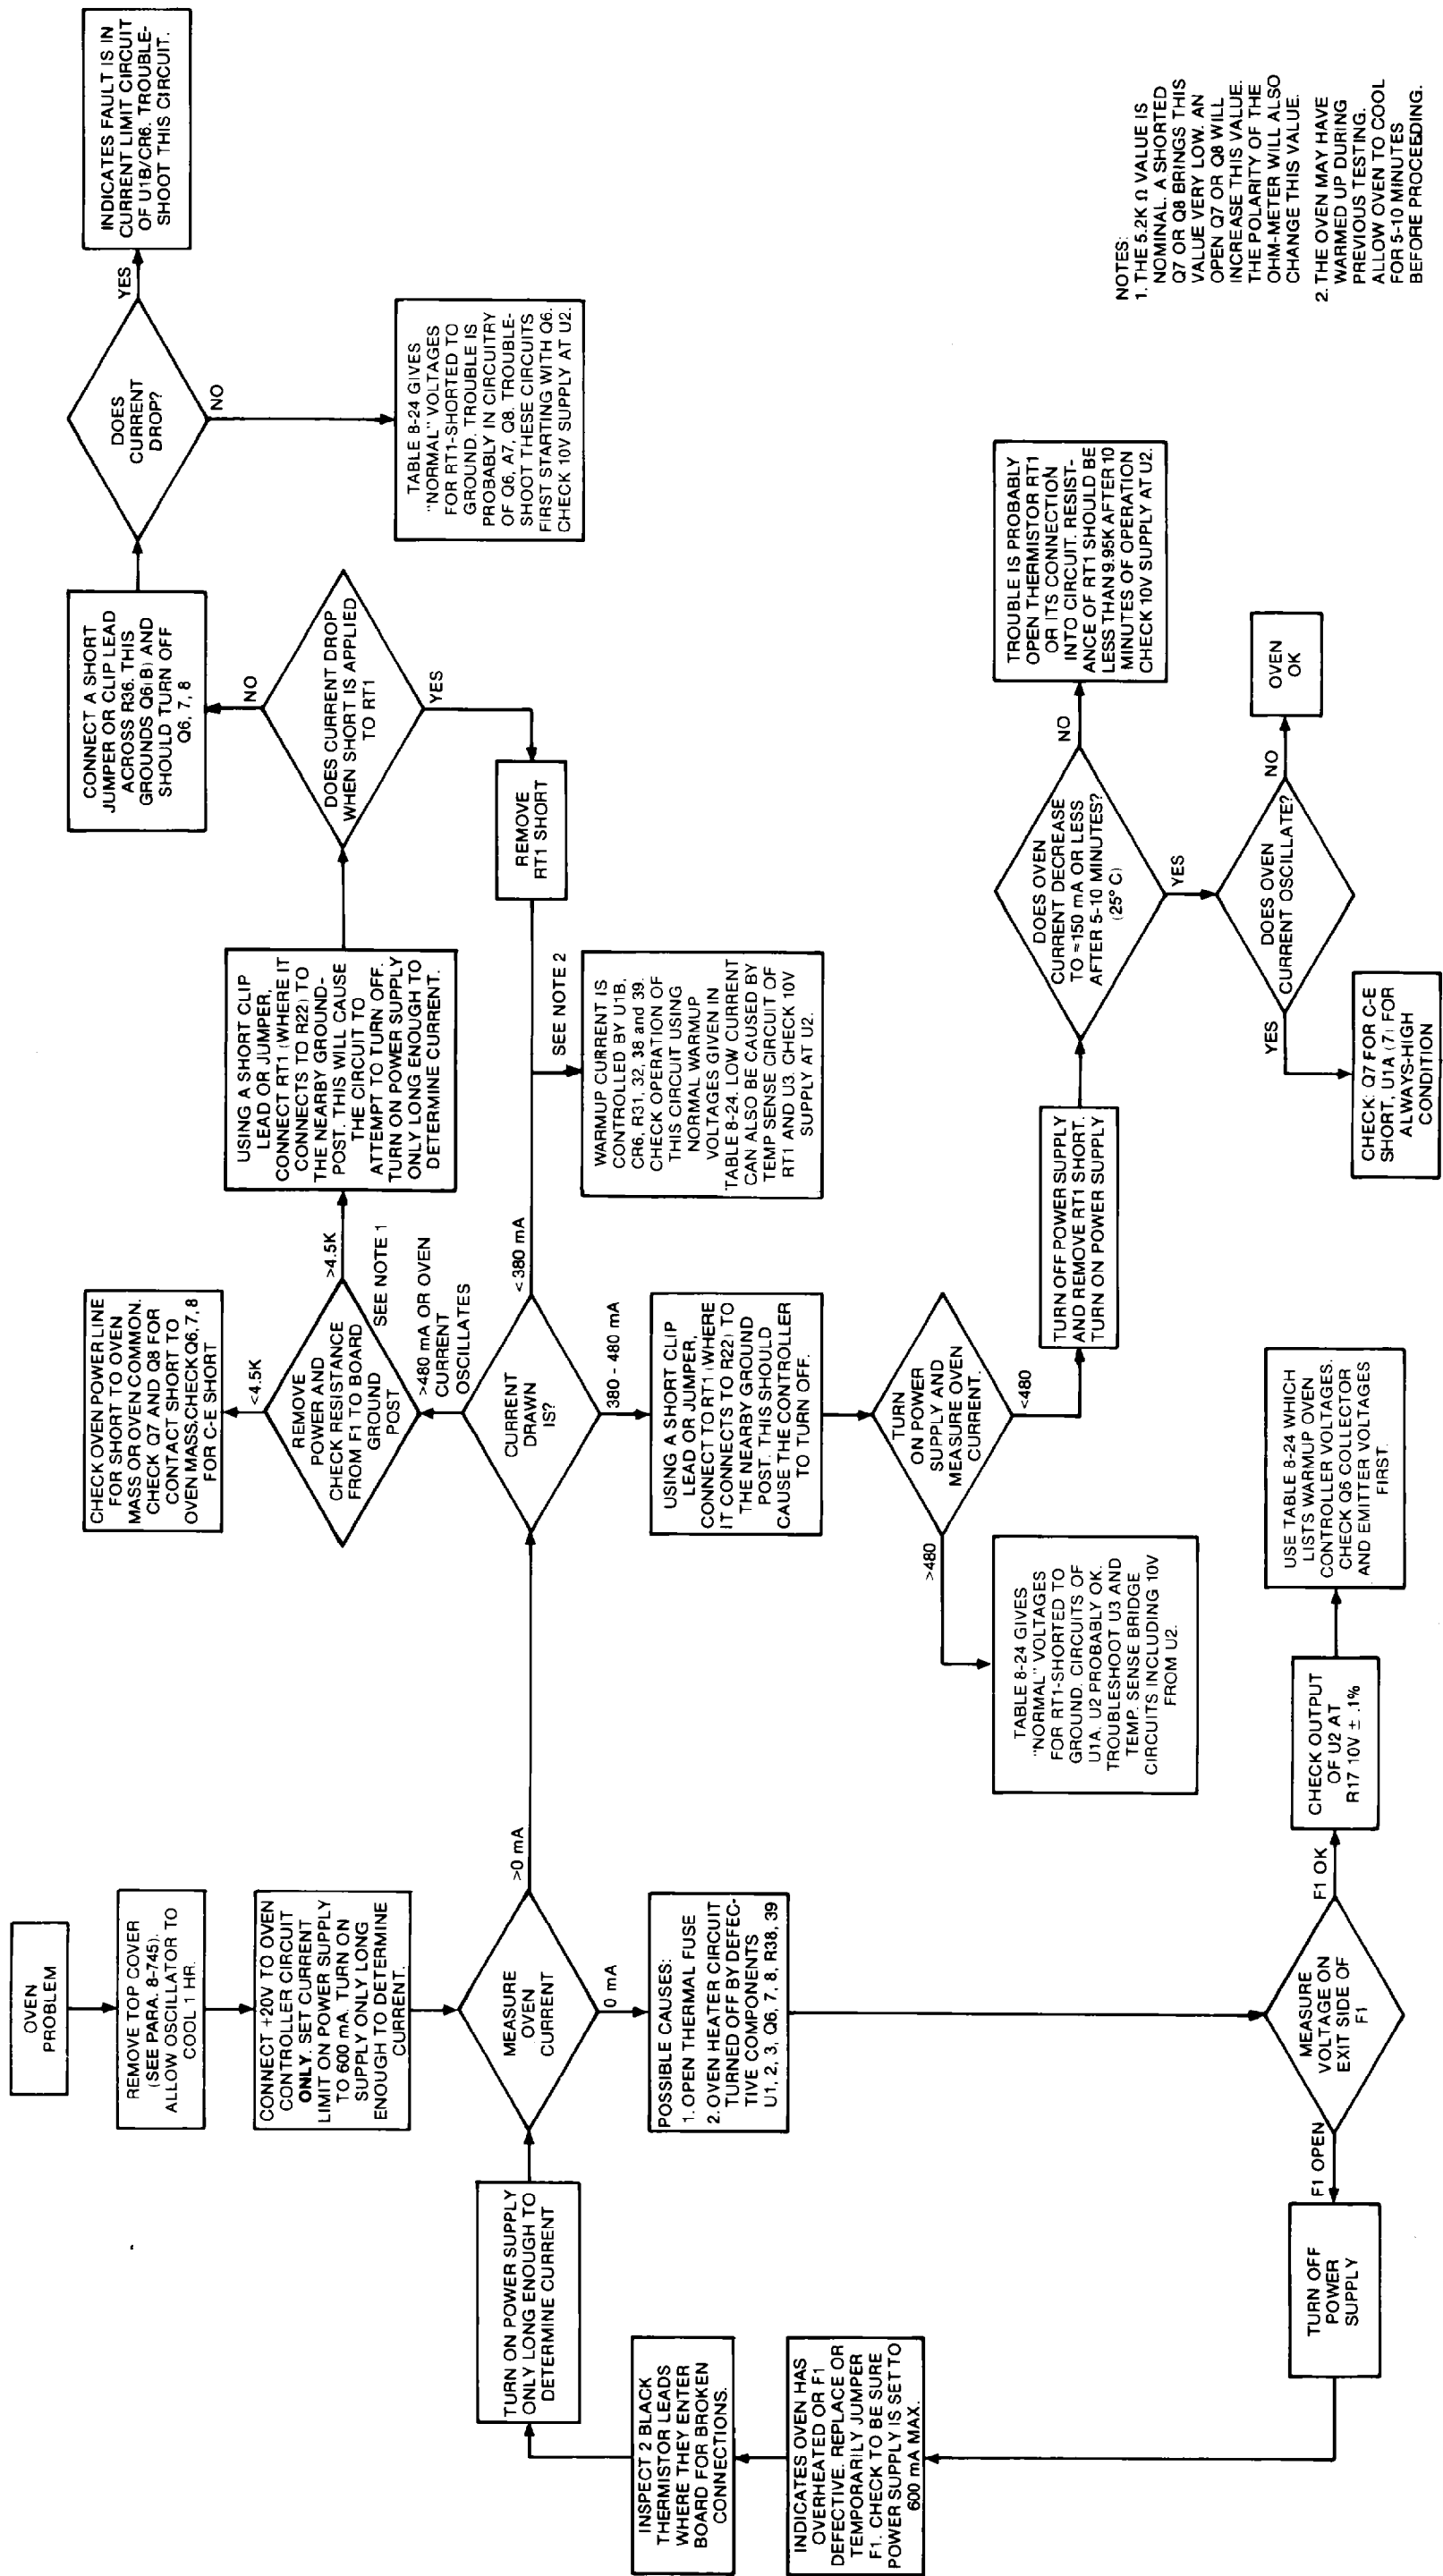 OVEN
PROBLEM
REMOVE TOP COVER
(SEE PARA. 8-745).
ALLOW OSCILLATOR TO
COOL 1 HR.
CONNECT +20V TO OVEN
CONTROLLER CIRCUIT
ONLY. SET CURRENT
LIMIT ON POWER SUPPLY
TO 600 mA. TURN ON
SUPPLY ONLY LONG
ENOUGH TO DETERMINE
CURRENT.
TURN ON POWER SUPPLY
ONLY LONG ENOUGH TO
DETERMINE CURRENT
MEASURE
OVEN
CURRENT
>0 mA
0 mA
POSSIBLE CAUSES:
1. OPEN THERMAL FUSE
2. OVEN HEATER CIRCUIT
TURNED OFF BY DEFEC-
TIVE COMPONENTS
U1, 2, 3, Q6, 7, 8, R38, 39
MEASURE
VOLTAGE ON
EXIT SIDE OF
F1
F1 OPEN
F1 OK
TURN OFF
POWER
SUPPLY
INDICATES OVEN HAS
OVERHEATED OR F1
DEFECTIVE. REPLACE OR
TEMPORARILY JUMPER
F1. CHECK TO BE SURE
POWER SUPPLY IS SET TO
600 mA MAX.
INSPECT 2 BLACK
THERMISTOR LEADS
WHERE THEY ENTER
BOARD FOR BROKEN
CONNECTIONS.
CHECK OUTPUT
OF U2 AT
R17 10V ± .1%
USE TABLE 8-24 WHICH
LISTS WARMUP OVEN
CONTROLLER VOLTAGES.
CHECK Q6 COLLECTOR
AND EMITTER VOLTAGES
FIRST.
CURRENT
DRAWN
IS?
>480 mA OR OVEN
CURRENT
OSCILLATES
<380 mA
380 - 480 mA
REMOVE
POWER AND
CHECK RESISTANCE
FROM F1 TO BOARD
GROUND
POST
SEE NOTE 1
<4.5K
>4.5K
CHECK OVEN POWER LINE
FOR SHORT TO OVEN
MASS OR OVEN COMMON.
CHECK Q7 AND Q8 FOR
CONTACT SHORT TO
OVEN MASS.CHECK Q6, 7, 8
FOR C-E SHORT
USING A SHORT CLIP
LEAD OR JUMPER,
CONNECT RT1 (WHERE IT
CONNECTS TO R22) TO
THE NEARBY GROUND-
POST. THIS WILL CAUSE
THE CIRCUIT TO
ATTEMPT TO TURN OFF.
TURN ON POWER SUPPLY
ONLY LONG ENOUGH TO
DETERMINE CURRENT.
DOES CURRENT DROP
WHEN SHORT IS APPLIED
TO RT1
NO
YES
CONNECT A SHORT
JUMPER OR CLIP LEAD
ACROSS R36. THIS
GROUNDS Q6(B) AND
SHOULD TURN OFF
Q6, 7, 8
DOES
CURRENT
DROP?
YES
NO
INDICATES FAULT IS IN
CURRENT LIMIT CIRCUIT
OF U1B/CR6. TROUBLE-
SHOOT THIS CIRCUIT.
TABLE 8-24 GIVES
"NORMAL" VOLTAGES
FOR RT1-SHORTED TO
GROUND. TROUBLE IS
PROBABLY IN CIRCUITRY
OF Q6, A7, Q8. TROUBLE-
SHOOT THESE CIRCUITS
FIRST STARTING WITH Q6.
CHECK 10V SUPPLY AT U2.
REMOVE
RT1 SHORT
SEE NOTE 2
WARMUP CURRENT IS
CONTROLLED BY U1B,
CR6, R31, 32, 38 and 39.
CHECK OPERATION OF
THIS CIRCUIT USING
NORMAL WARMUP
VOLTAGES GIVEN IN
TABLE 8-24. LOW CURRENT
CAN ALSO BE CAUSED BY
TEMP SENSE CIRCUIT OF
RT1 AND U3. CHECK 10V
SUPPLY AT U2.
USING A SHORT CLIP
LEAD OR JUMPER,
CONNECT TO RT1 (WHERE
IT CONNECTS TO R22) TO
THE NEARBY GROUND
POST. THIS SHOULD
CAUSE THE CONTROLLER
TO TURN OFF.
TURN
ON POWER
SUPPLY AND
MEASURE OVEN
CURRENT.
>480
<480
TABLE 8-24 GIVES
"NORMAL" VOLTAGES
FOR RT1-SHORTED TO
GROUND. CIRCUITS OF
U1A. U2 PROBABLY OK.
TROUBLESHOOT U3 AND
TEMP. SENSE BRIDGE
CIRCUITS INCLUDING 10V
FROM U2.
TURN OFF POWER SUPPLY
AND REMOVE RT1 SHORT.
TURN ON POWER SUPPLY
DOES OVEN
CURRENT DECREASE
TO ≈150 mA OR LESS
AFTER 5-10 MINUTES?
(25° C)
NO
YES
TROUBLE IS PROBABLY
OPEN THERMISTOR RT1
OR ITS CONNECTION
INTO CIRCUIT. RESIST-
ANCE OF RT1 SHOULD BE
LESS THAN 9.95K AFTER 10
MINUTES OF OPERATION
CHECK 10V SUPPLY AT U2.
DOES OVEN
CURRENT OSCILLATE?
YES
NO
OVEN
OK
CHECK: Q7 FOR C-E
SHORT, U1A (7) FOR
ALWAYS-HIGH
CONDITION
NOTES:
1. THE 5.2K Ω VALUE IS
NOMINAL. A SHORTED
Q7 OR Q8 BRINGS THIS
VALUE VERY LOW. AN
OPEN Q7 OR Q8 WILL
INCREASE THIS VALUE.
THE POLARITY OF THE
OHM-METER WILL ALSO
CHANGE THIS VALUE.
2. THE OVEN MAY HAVE
WARMED UP DURING
PREVIOUS TESTING.
ALLOW OVEN TO COOL
FOR 5-10 MINUTES
BEFORE PROCEEDING.